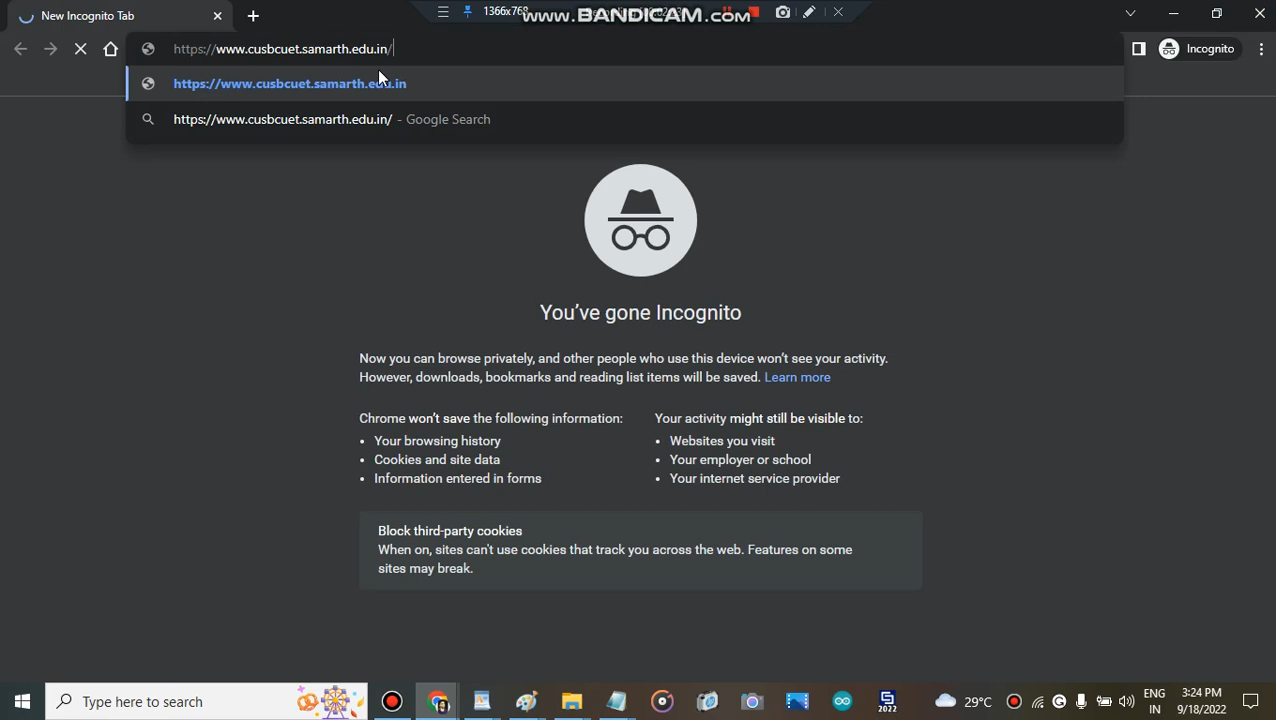 New Incognito Tab
1366x768
www.BANDICAM.com
https://www.cusbcuet.samarth.edu.in/
Incognito
https://www.cusbcuet.samarth.edu.in
https://www.cusbcuet.samarth.edu.in/ - Google Search
You've gone Incognito
Now you can browse privately, and other people who use this device won't see your activity.
However, downloads, bookmarks and reading list items will be saved. Learn more
Chrome won't save the following information:
• Your browsing history
• Cookies and site data
• Information entered in forms
Your activity might still be visible to:
• Websites you visit
• Your employer or school
• Your internet service provider
Block third-party cookies
When on, sites can't use cookies that track you across the web. Features on some
sites may break.
Type here to search
2022
29°C
ENG
IN
3:24 PM
9/18/2022